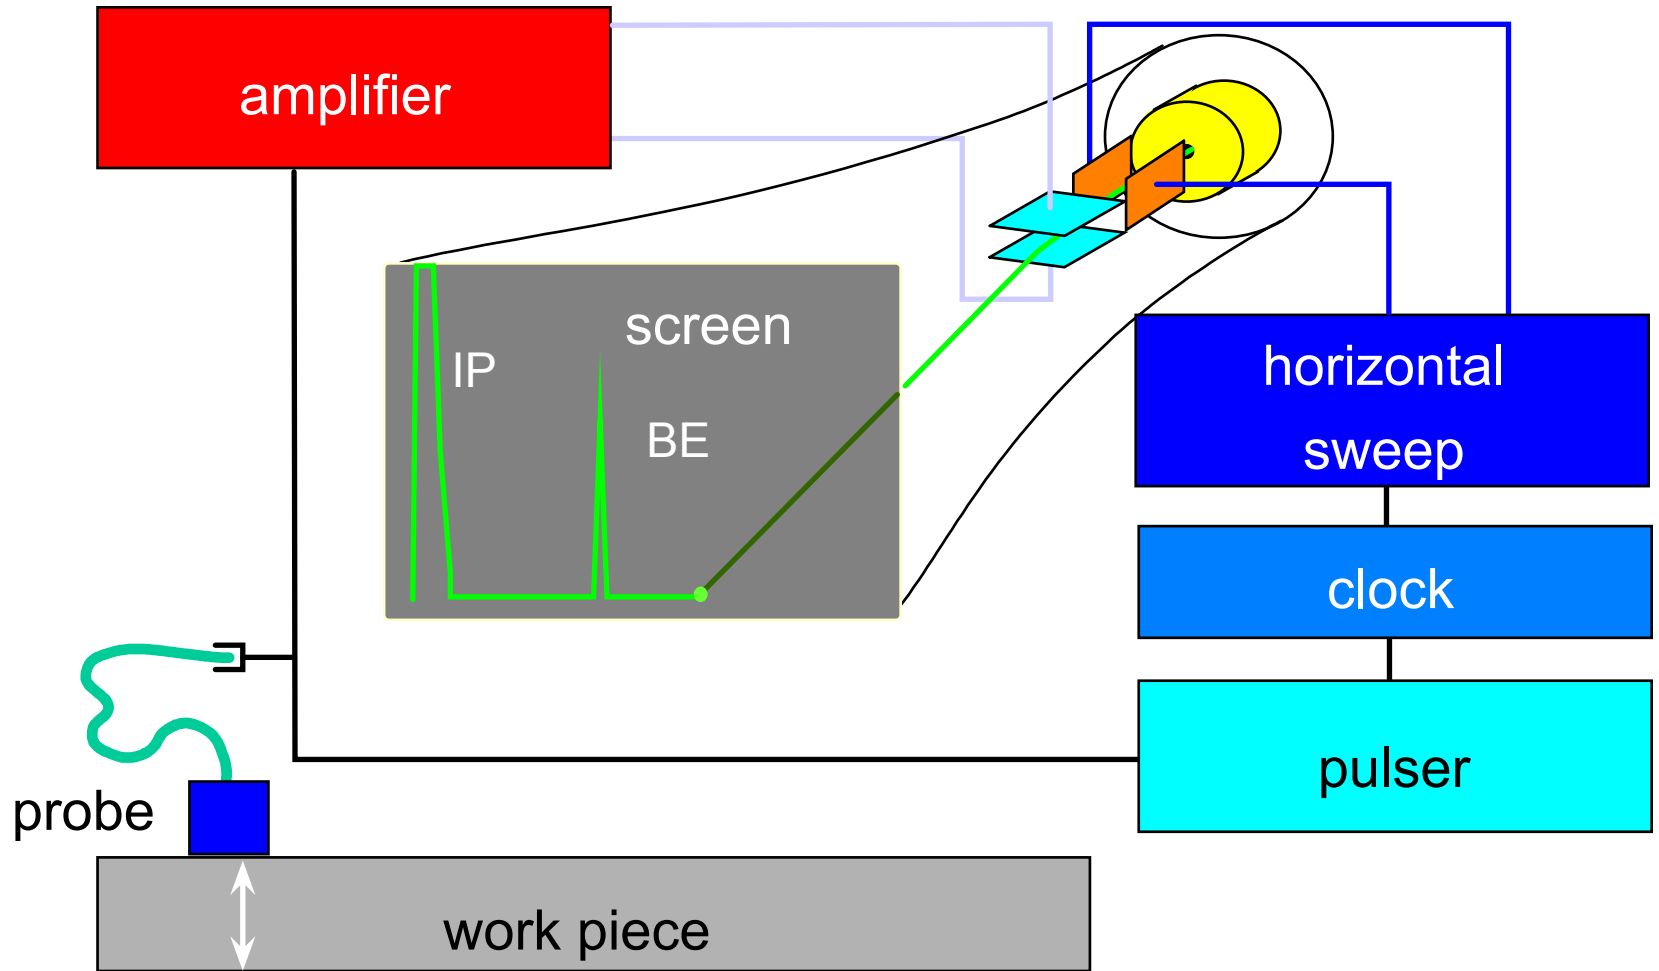 amplifier
screen
IP
BE
horizontal
sweep
clock
pulser
probe
work piece